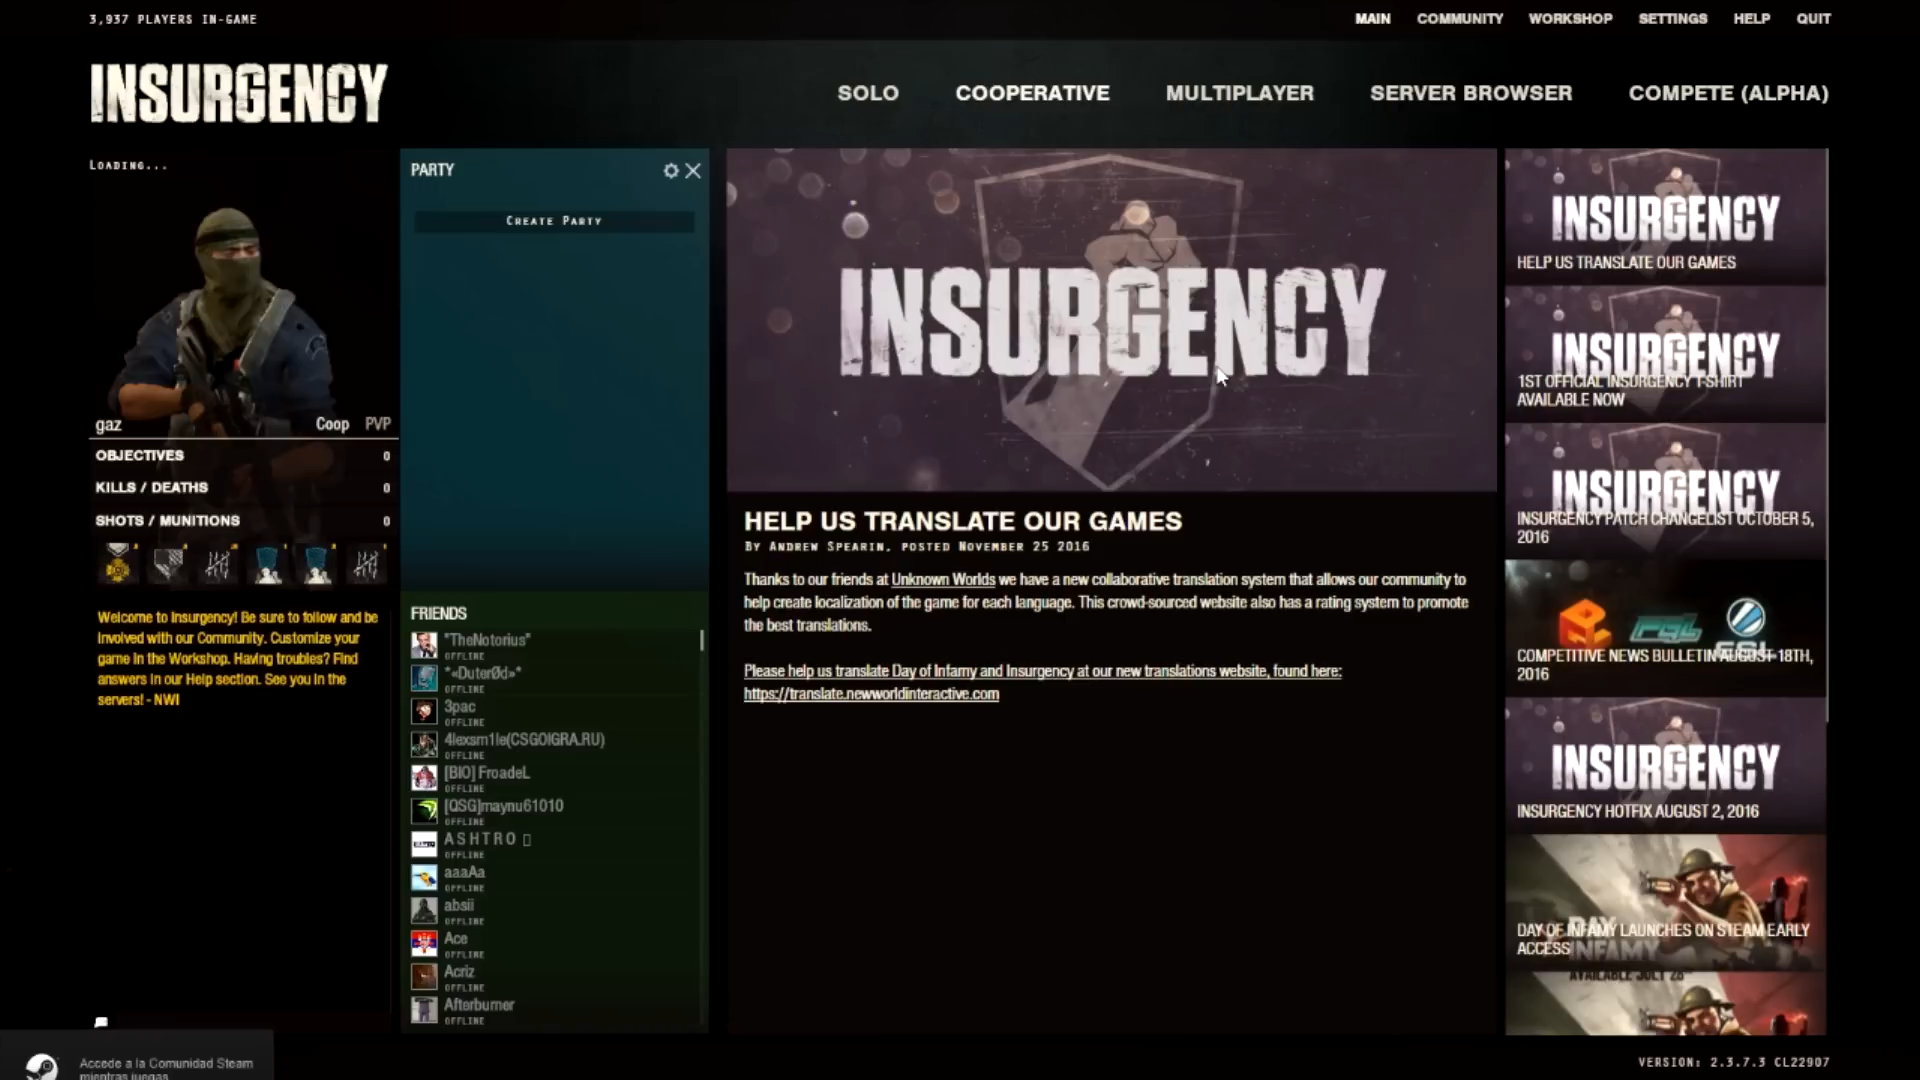 3,937 PLAYERS IN-GAME
MAIN COMMUNITY WORKSHOP SETTINGS HELP QUIT
INSURGENCY
SOLO COOPERATIVE MULTIPLAYER SERVER BROWSER COMPETE (ALPHA)
LOADING...
gaz Coop PVP
OBJECTIVES 0
KILLS / DEATHS 0
SHOTS / MUNITIONS 0
Welcome to Insurgency! Be sure to follow and be
involved with our Community. Customize your
game in the Workshop. Having troubles? Find
answers in our Help section. See you in the
servers! - NWI
PARTY
CREATE PARTY
FRIENDS
"TheNotorius"
OFFLINE
*«DuterØd»*
OFFLINE
3pac
OFFLINE
4lexsm1le(CSGOIGRA.RU)
OFFLINE
[BIO] FroadeL
OFFLINE
[QSG]maynu61010
OFFLINE
A S H T R O
OFFLINE
aaaAa
OFFLINE
absii
OFFLINE
Ace
OFFLINE
Acriz
OFFLINE
Afterburner
OFFLINE
INSURGENCY
HELP US TRANSLATE OUR GAMES
BY ANDREW SPEARIN, POSTED NOVEMBER 25 2016
Thanks to our friends at Unknown Worlds we have a new collaborative translation system that allows our community to
help create localization of the game for each language. This crowd-sourced website also has a rating system to promote
the best translations.
Please help us translate Day of Infamy and Insurgency at our new translations website, found here:
https://translate.newworldinteractive.com
INSURGENCY
HELP US TRANSLATE OUR GAMES
INSURGENCY
1ST OFFICIAL INSURGENCY T-SHIRT
AVAILABLE NOW
INSURGENCY
INSURGENCY PATCH CHANGELIST OCTOBER 5,
2016
ESL
COMPETITIVE NEWS BULLETIN AUGUST 18TH,
2016
INSURGENCY
INSURGENCY HOTFIX AUGUST 2, 2016
DAY OF INFAMY LAUNCHES ON STEAM EARLY
ACCESS
DAY
INFAMY
AVAILABLE JULY 28
Accede a la Comunidad Steam
mientras juegas
VERSION: 2.3.7.3 CL22907